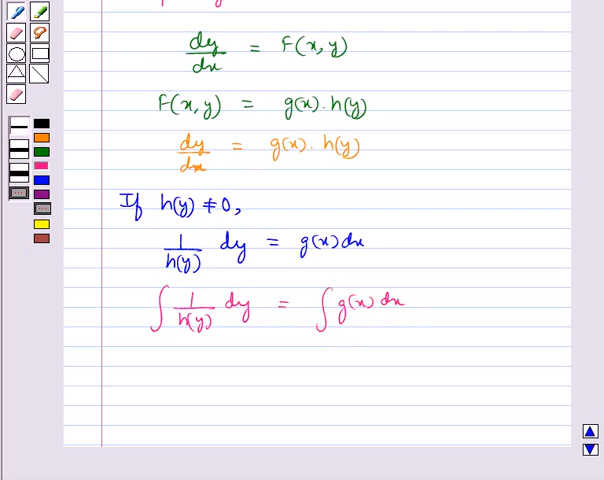 dy/dx = F(x, y)
F(x, y) = g(x) . h(y)
dy/dx = g(x) . h(y)
If h(y) ≠ 0,
1/h(y) dy = g(x) dx
∫ 1/h(y) dy = ∫ g(x) dx